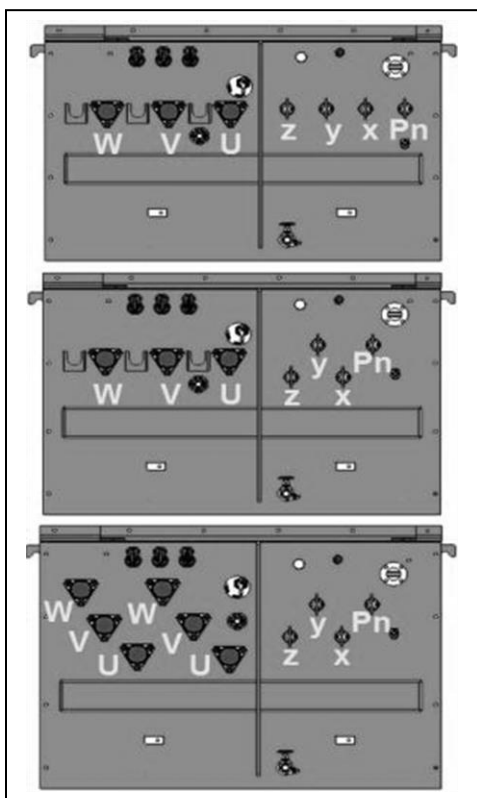 W V U z y x Pn
y Pn
W V U z x
W W y Pn
V V z x
U U